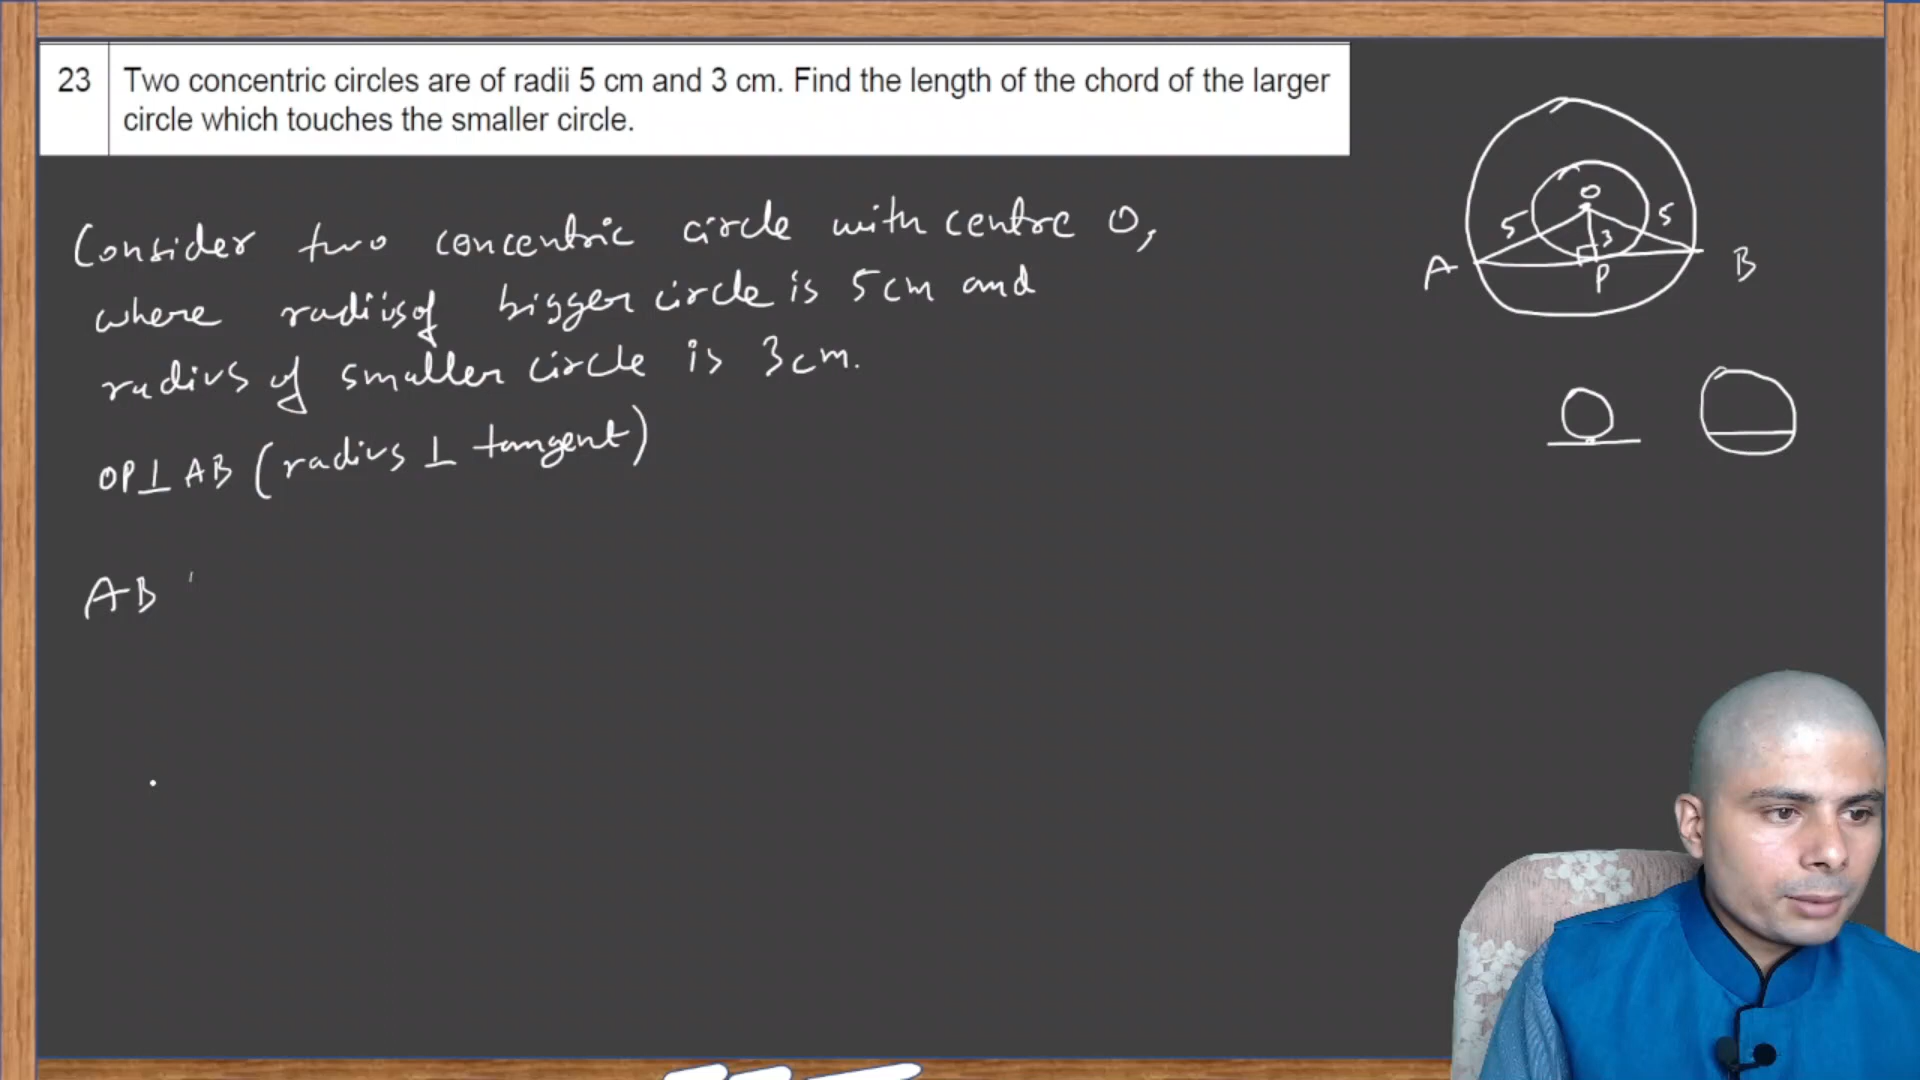 23 Two concentric circles are of radii 5 cm and 3 cm. Find the length of the chord of the larger
circle which touches the smaller circle.
Consider two concentric circle with centre O,
where radius of bigger circle is 5cm and
radius of smaller circle is 3cm.
OP⊥AB (radius ⊥ tangent)
AB
O
5 5
3
A P B